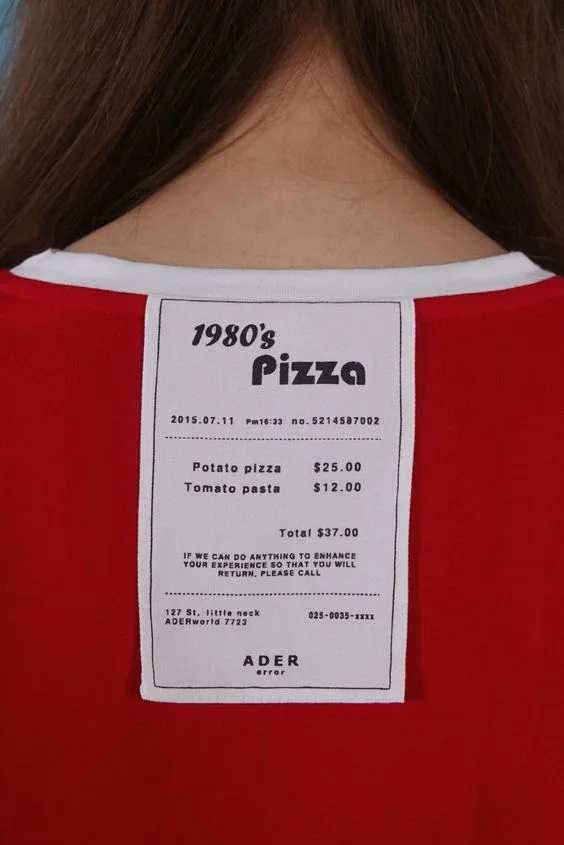 1980's
Pizza
2015.07.11 Pm16:33 no.5214587002
Potato pizza $25.00
Tomato pasta $12.00
Total $37.00
IF WE CAN DO ANYTHING TO ENHANCE
YOUR EXPERIENCE SO THAT YOU WILL
RETURN, PLEASE CALL
127 St, little neck 025-0035-xxxx
ADERworld 7723
ADER
error